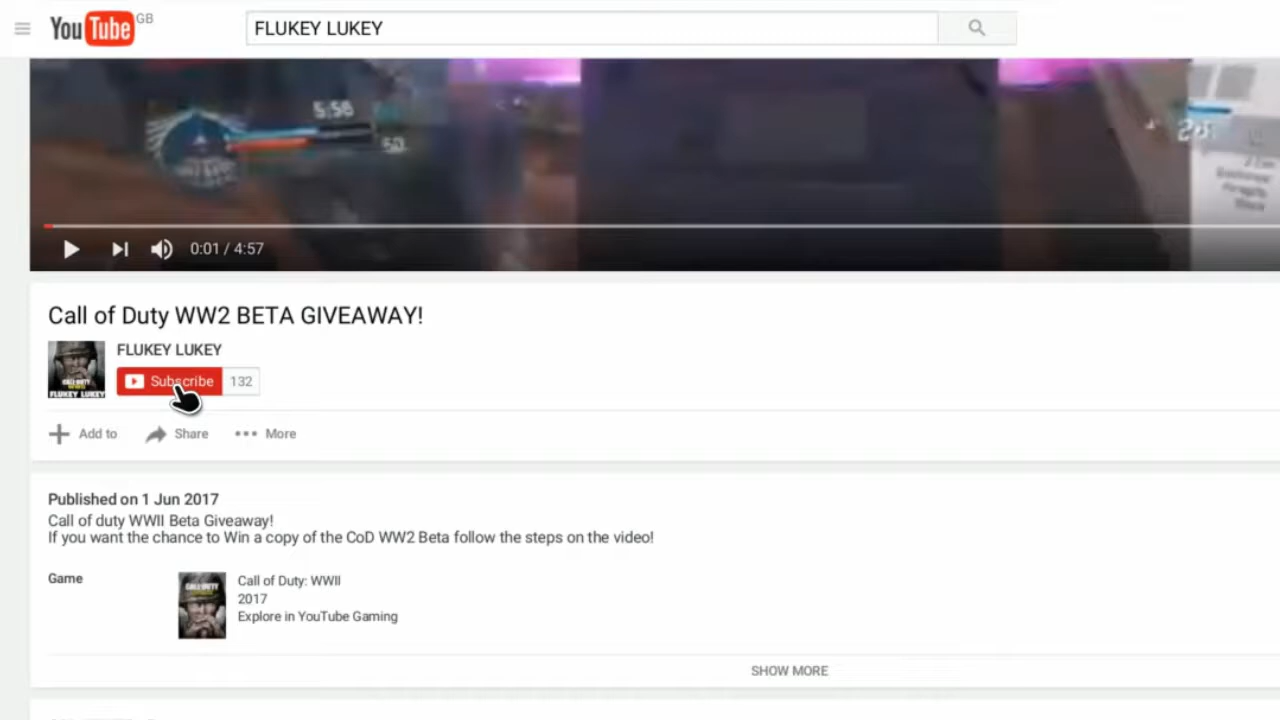 YouTube GB
FLUKEY LUKEY
5:56
50
0:01 / 4:57
Call of Duty WW2 BETA GIVEAWAY!
FLUKEY LUKEY
Subscribe 132
FLUKEY LUKEY
Add to Share More
Published on 1 Jun 2017
Call of duty WWII Beta Giveaway!
If you want the chance to Win a copy of the CoD WW2 Beta follow the steps on the video!
Game
Call of Duty: WWII
2017
Explore in YouTube Gaming
SHOW MORE